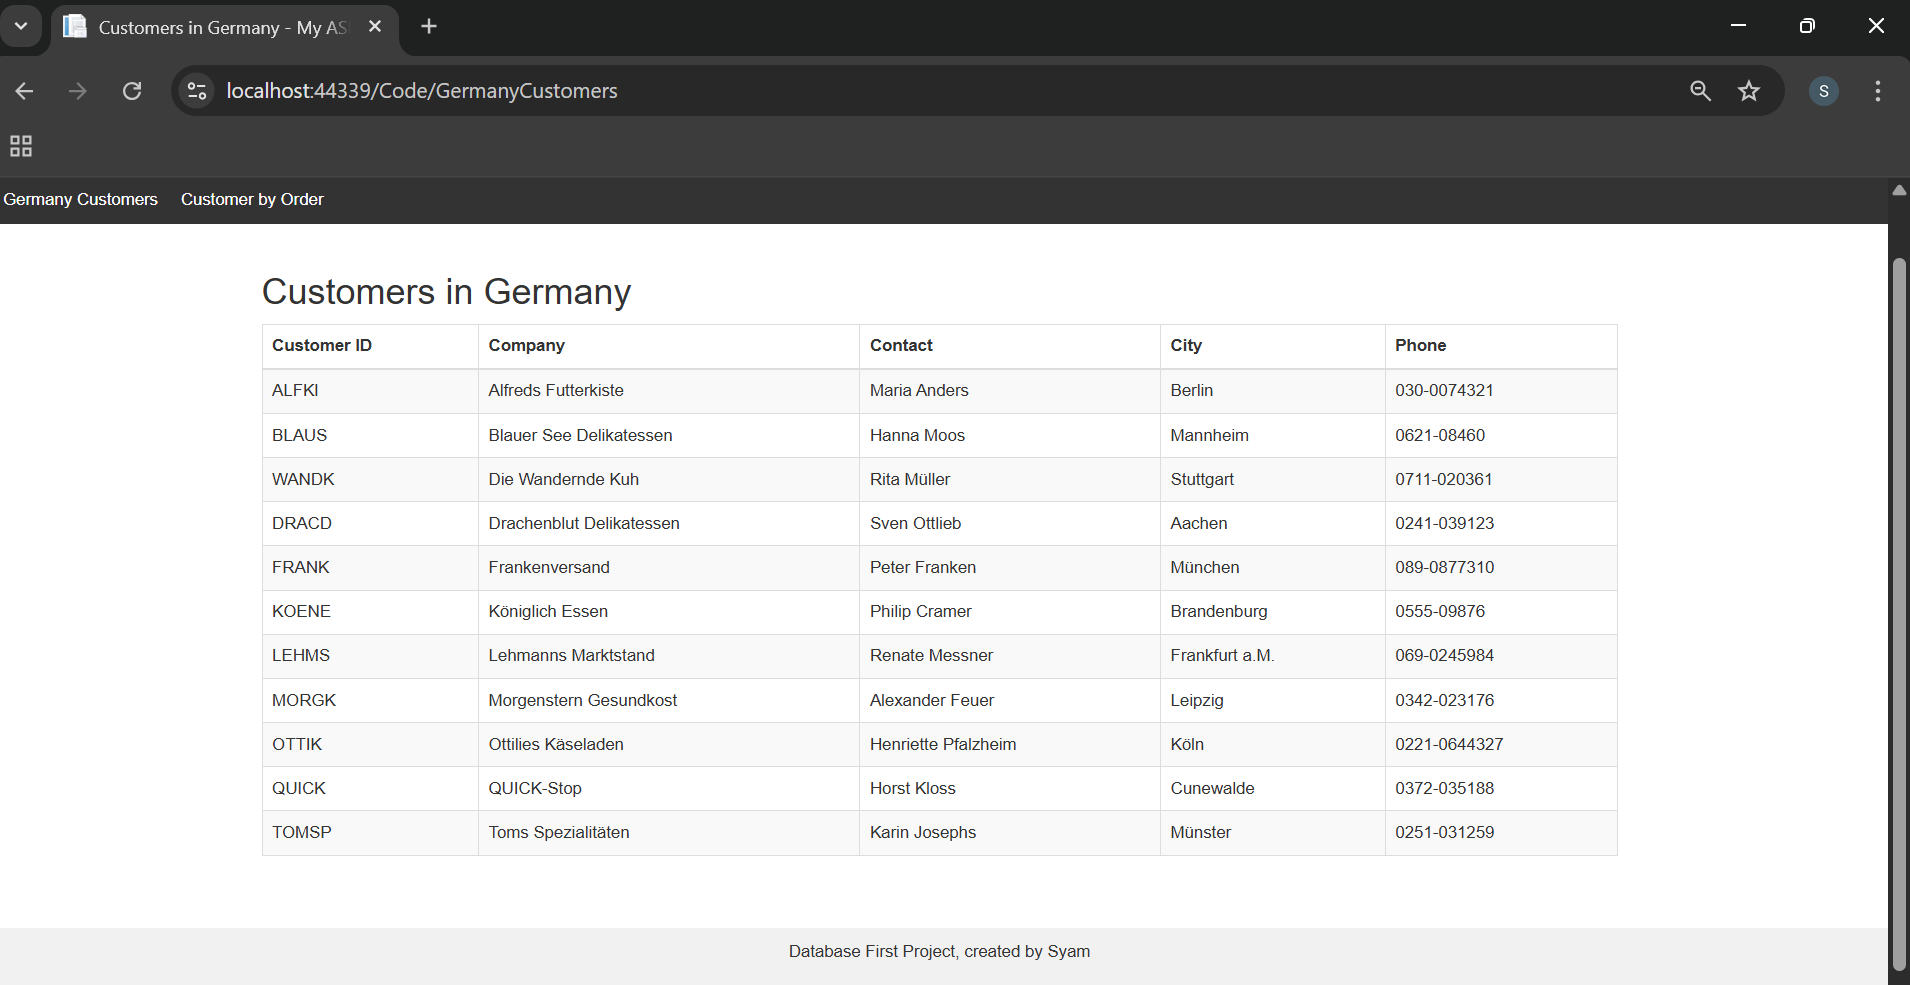 Customers in Germany - My AS
localhost:44339/Code/GermanyCustomers
S
Germany Customers Customer by Order
Customers in Germany
Customer ID Company Contact City Phone
ALFKI Alfreds Futterkiste Maria Anders Berlin 030-0074321
BLAUS Blauer See Delikatessen Hanna Moos Mannheim 0621-08460
WANDK Die Wandernde Kuh Rita Müller Stuttgart 0711-020361
DRACD Drachenblut Delikatessen Sven Ottlieb Aachen 0241-039123
FRANK Frankenversand Peter Franken München 089-0877310
KOENE Königlich Essen Philip Cramer Brandenburg 0555-09876
LEHMS Lehmanns Marktstand Renate Messner Frankfurt a.M. 069-0245984
MORGK Morgenstern Gesundkost Alexander Feuer Leipzig 0342-023176
OTTIK Ottilies Käseladen Henriette Pfalzheim Köln 0221-0644327
QUICK QUICK-Stop Horst Kloss Cunewalde 0372-035188
TOMSP Toms Spezialitäten Karin Josephs Münster 0251-031259
Database First Project, created by Syam